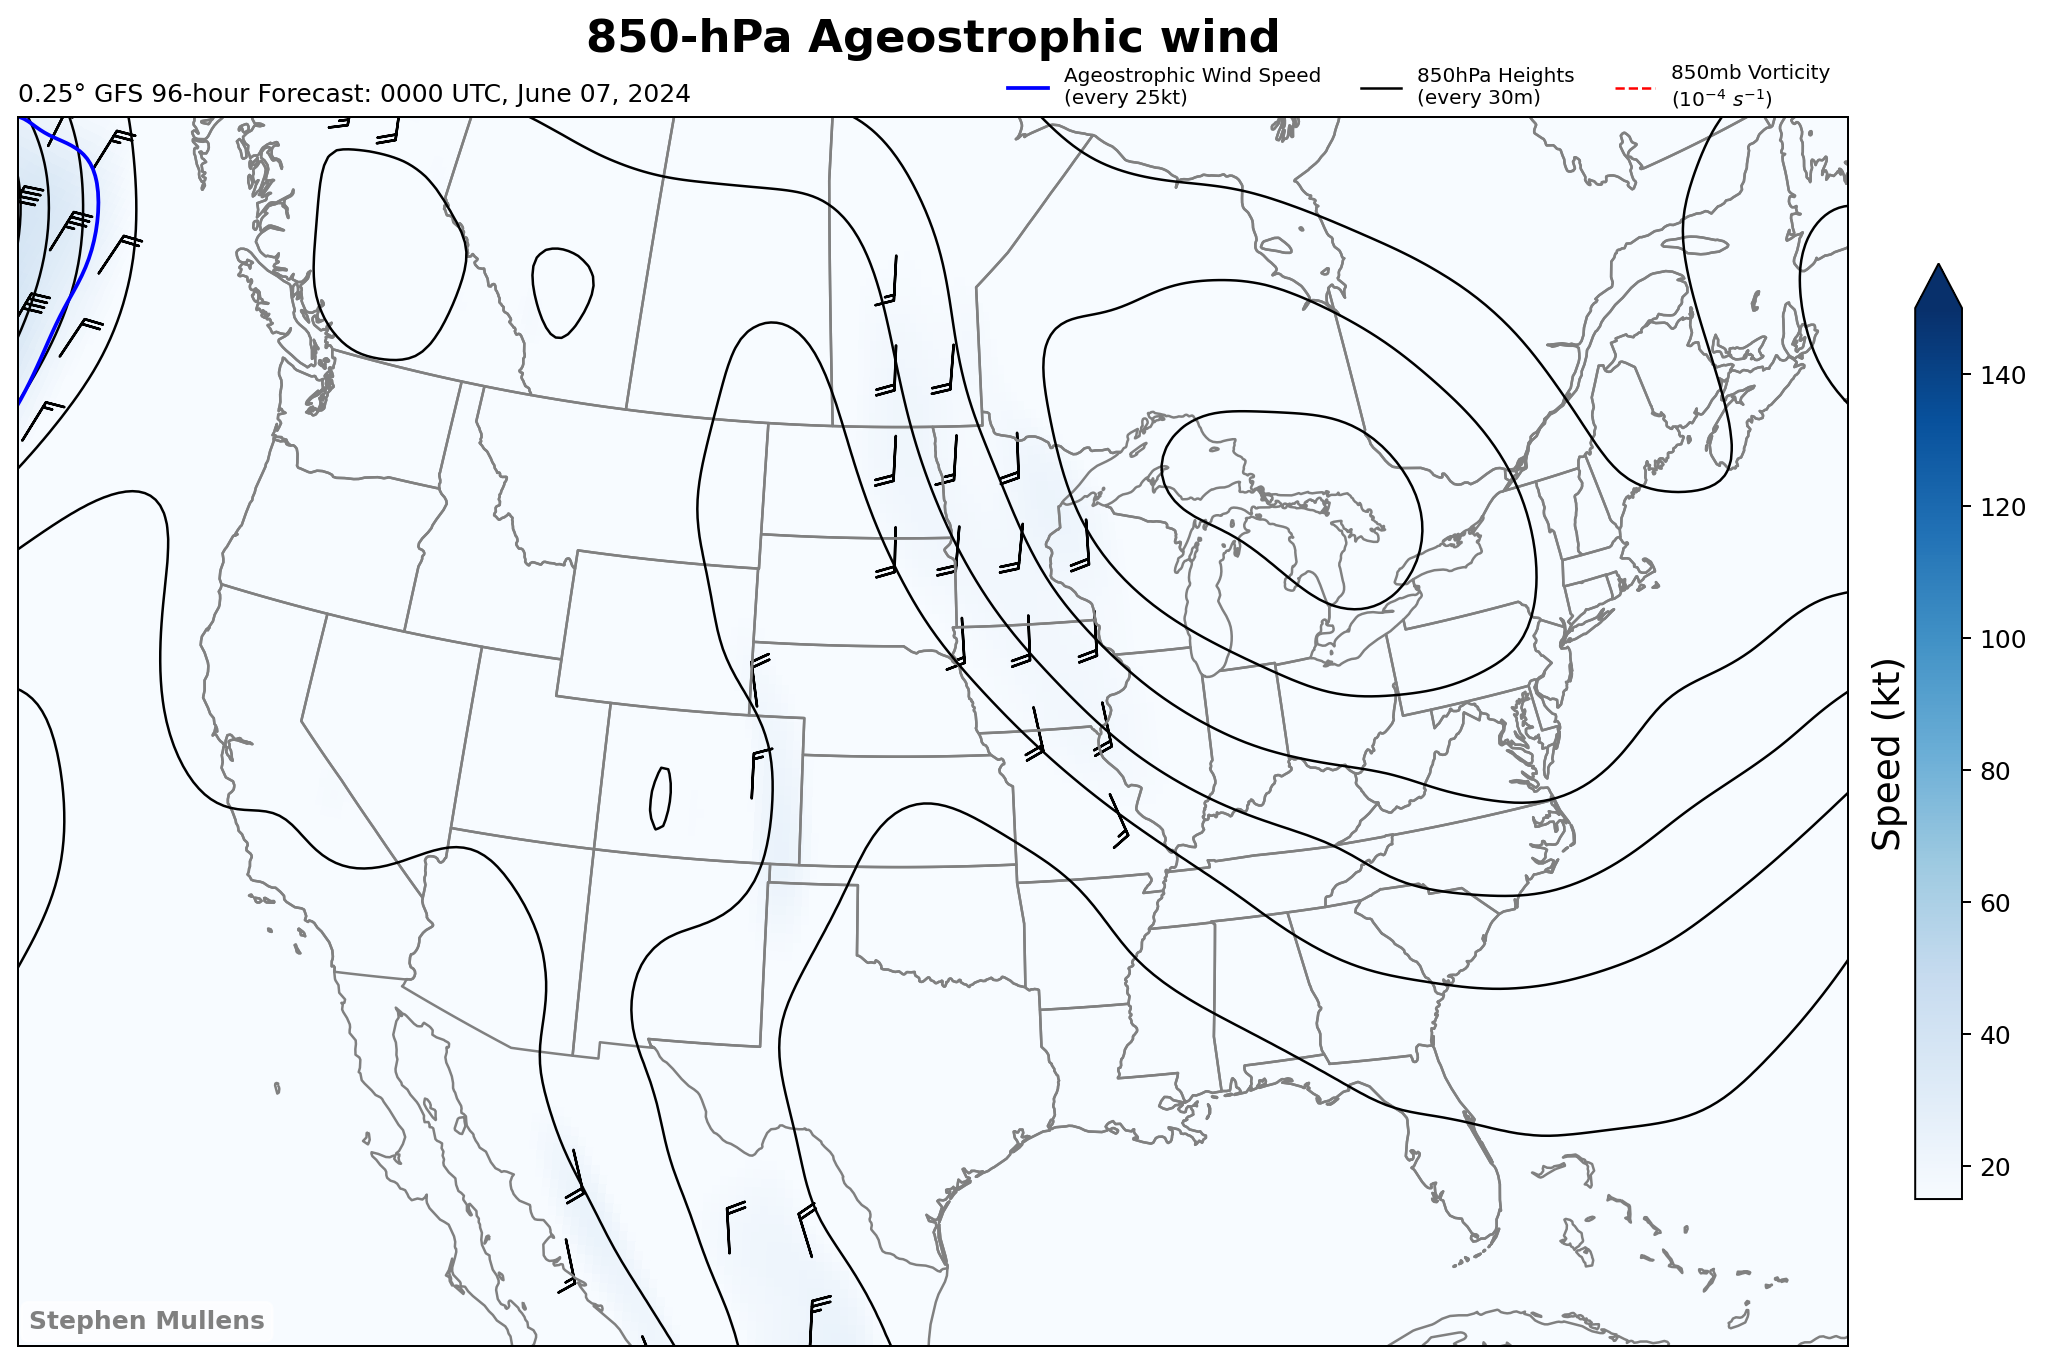 850-hPa Ageostrophic wind
0.25° GFS 96-hour Forecast: 0000 UTC, June 07, 2024
Ageostrophic Wind Speed
(every 25kt)
850hPa Heights
(every 30m)
850mb Vorticity
(10⁻⁴ s⁻¹)
140
120
100
80
60
40
20
Speed (kt)
Stephen Mullens